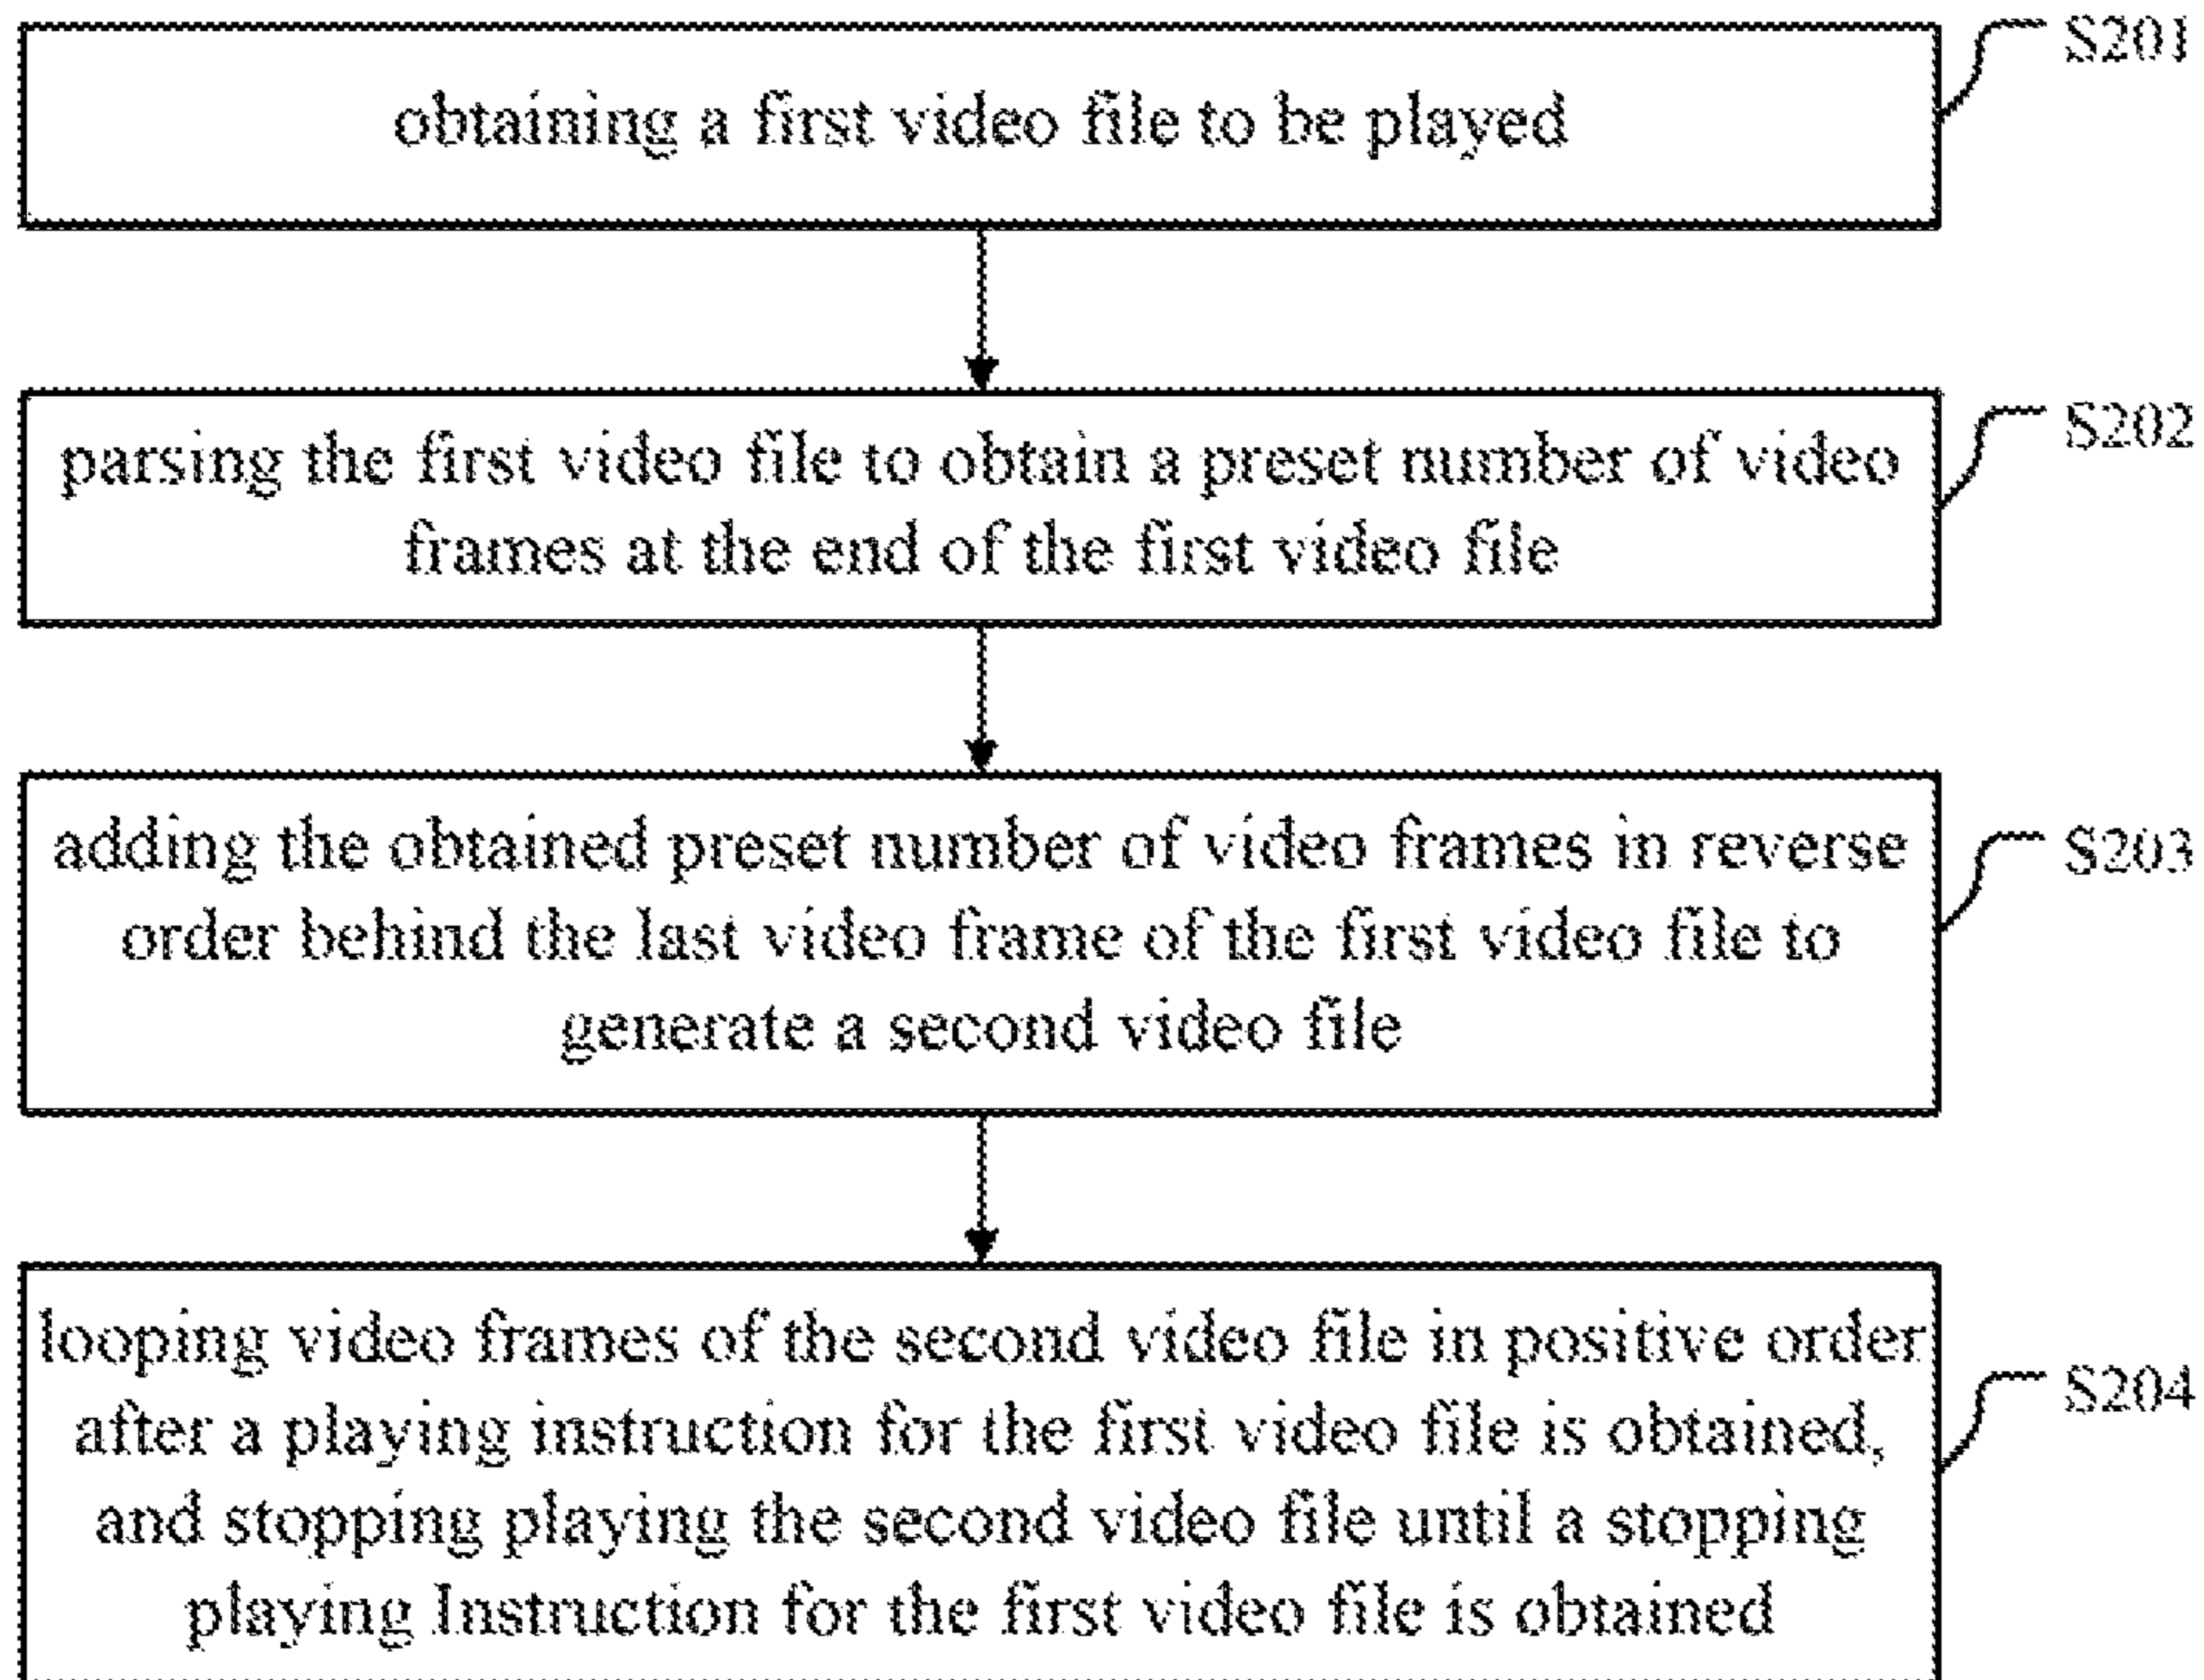 obtaining a first video file to be played
S201
parsing the first video file to obtain a preset number of video
frames at the end of the first video file
S202
adding the obtained preset number of video frames in reverse
order behind the last video frame of the first video file to
generate a second video file
S203
looping video frames of the second video file in positive order
after a playing instruction for the first video file is obtained,
and stopping playing the second video file until a stopping
playing Instruction for the first video file is obtained
S204